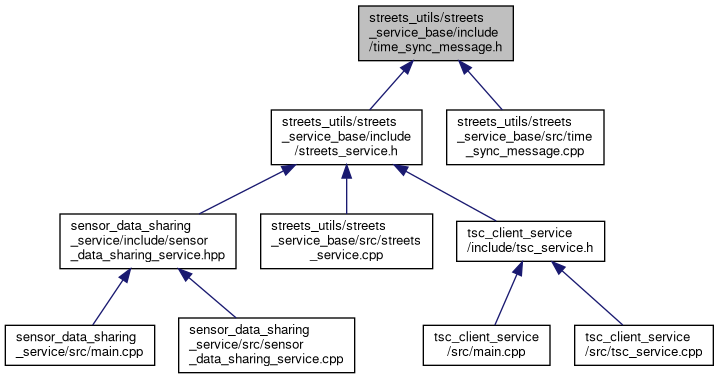 streets_utils/streets
_service_base/include
/time_sync_message.h
streets_utils/streets
_service_base/include
/streets_service.h
streets_utils/streets
_service_base/src/time
_sync_message.cpp
sensor_data_sharing
_service/include/sensor
_data_sharing_service.hpp
streets_utils/streets
_service_base/src/streets
_service.cpp
tsc_client_service
/include/tsc_service.h
sensor_data_sharing
_service/src/main.cpp
sensor_data_sharing
_service/src/sensor
_data_sharing_service.cpp
tsc_client_service
/src/main.cpp
tsc_client_service
/src/tsc_service.cpp